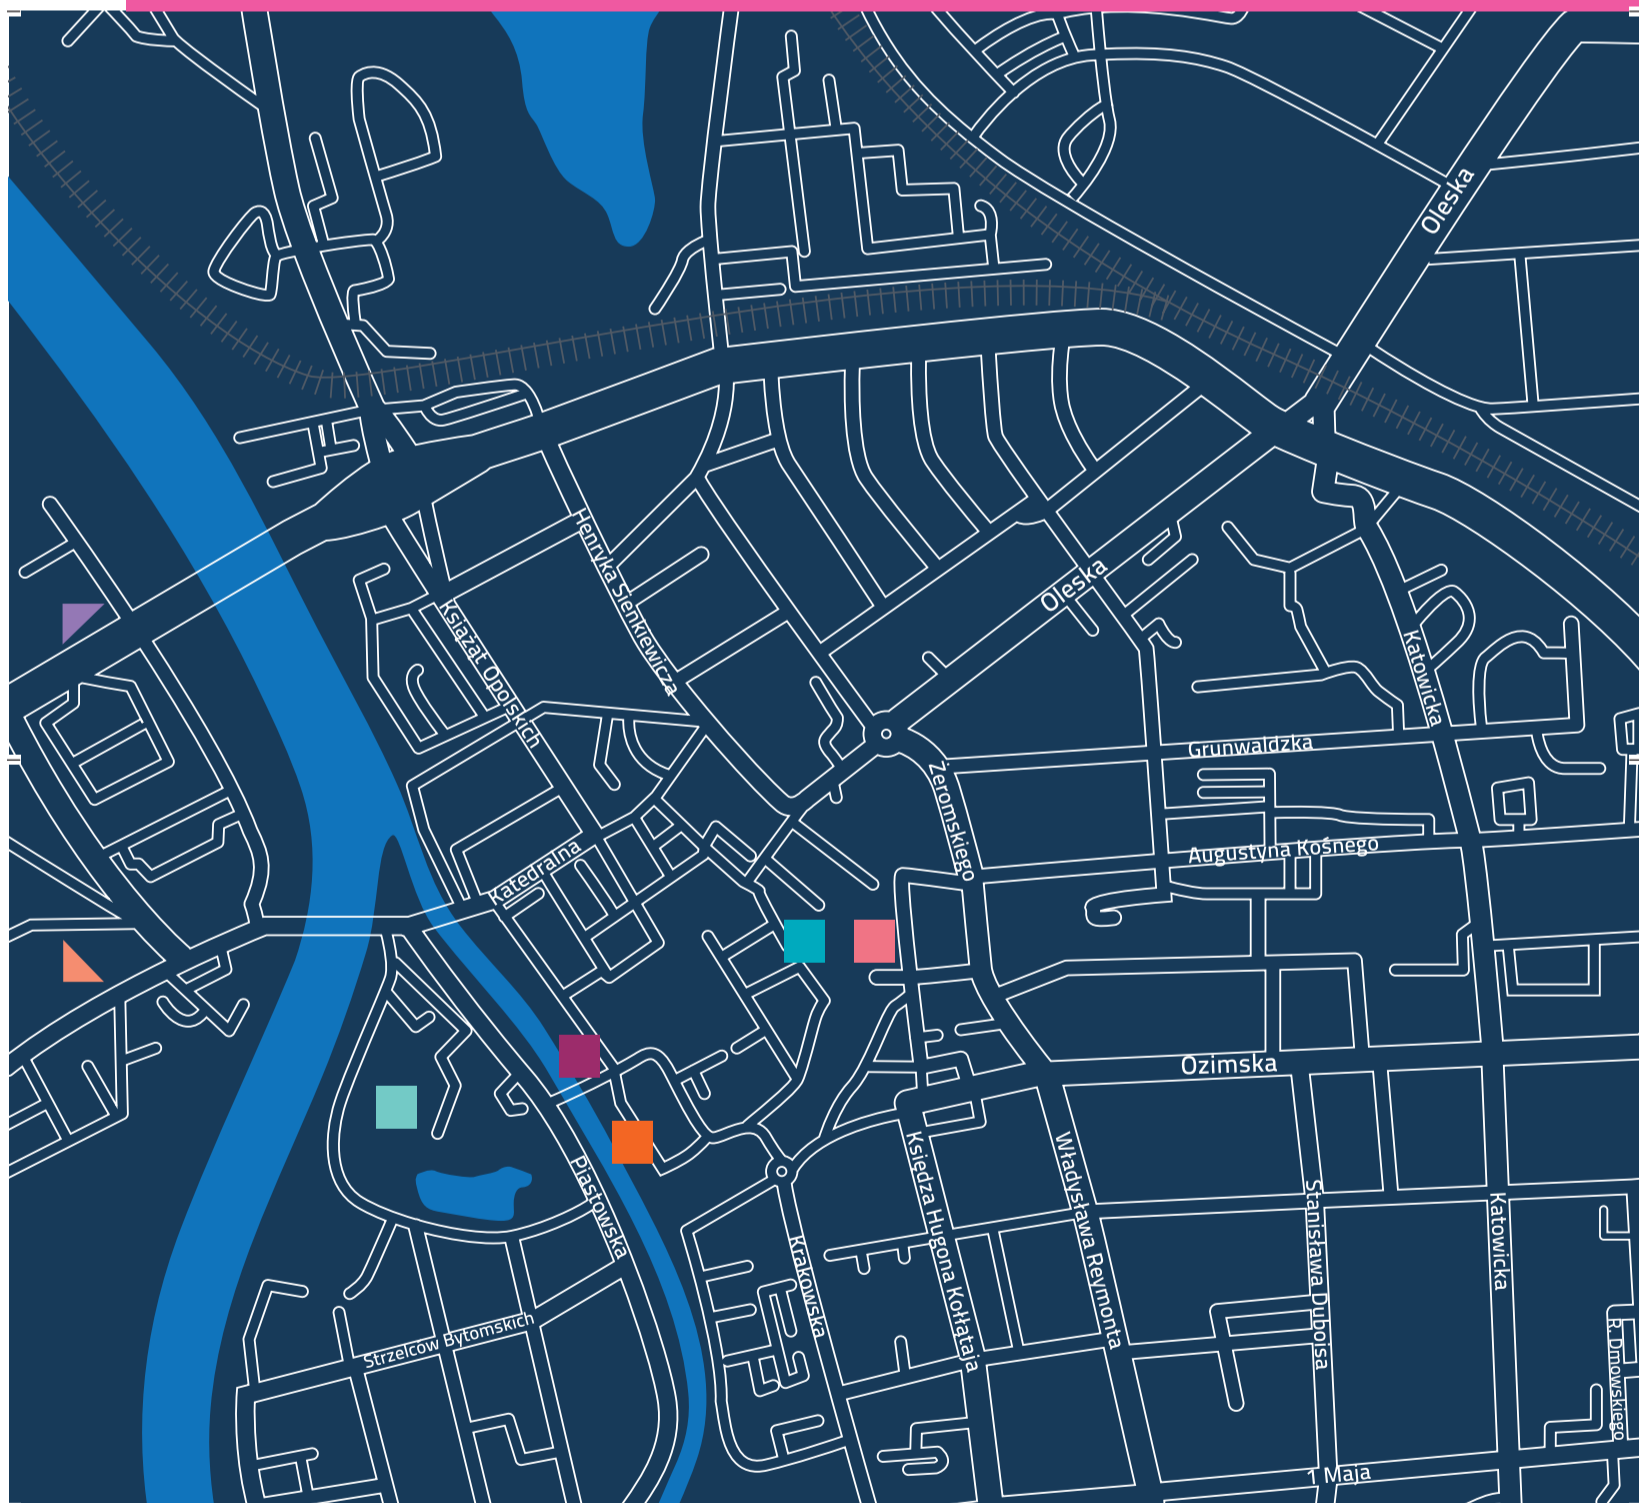 Oleska
Henryka Sienkiewicza
Oleska
Książąt Opolskich
Katowicka
Grunwaldzka
Żeromskiego
Augustyna Kośnego
Katedralna
Ozimska
Piastowska
Księdza Hugona Kołłątaja
Władysława Reymonta
Stanisława Dubois'a
Katowicka
Krakowska
Strzelców Bytomskich
R. Dmowskiego
1 Maja